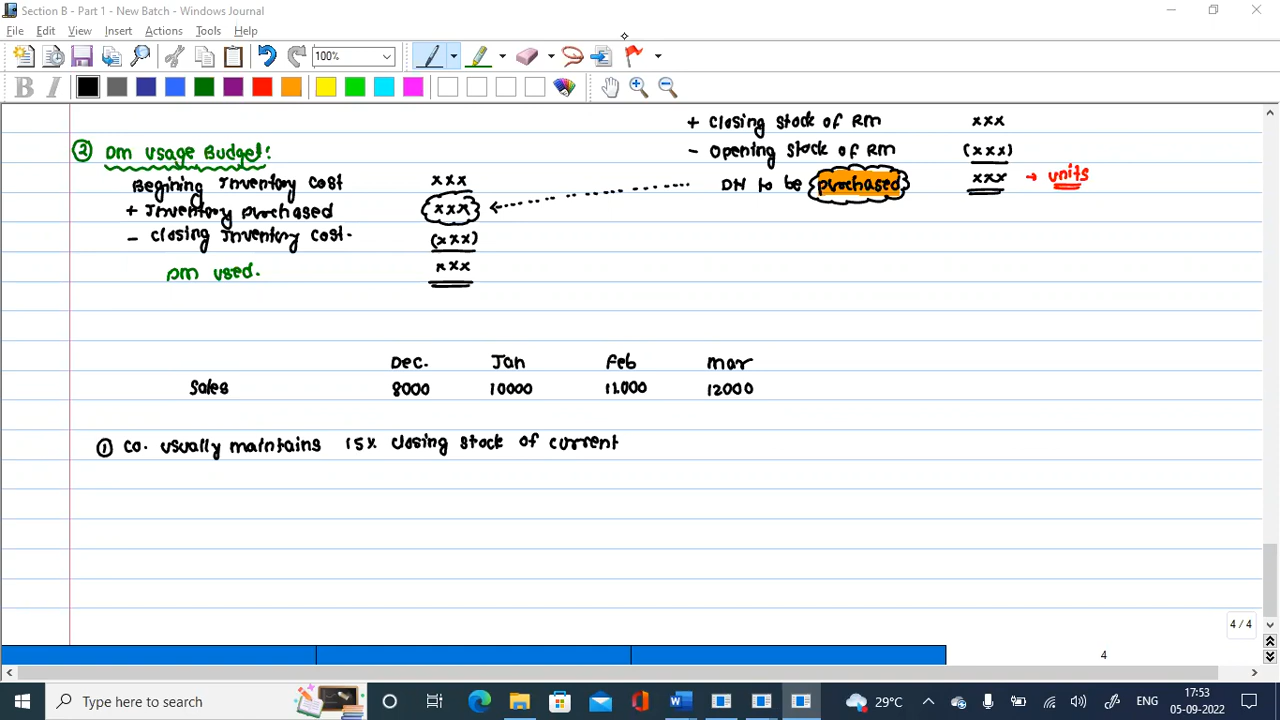 Section B - Part 1 - New Batch - Windows Journal
File Edit View Insert Actions Tools Help
100%
B I
+ Closing stock of RM xxx
- Opening stock of RM (xxx)
DM to be purchased xxx → units
③ DM Usage Budget:
Begining Inventory Cost xxx
+ Inventory purchased xxx
- Closing Inventory Cost. (xxx)
DM used. xxx
Dec. Jan Feb Mar
Sales 8000 10000 11000 12000
① Co. usually maintains 15% closing stock of current
4/4
4
Type here to search
29°C
ENG
17:53
05-09-2022